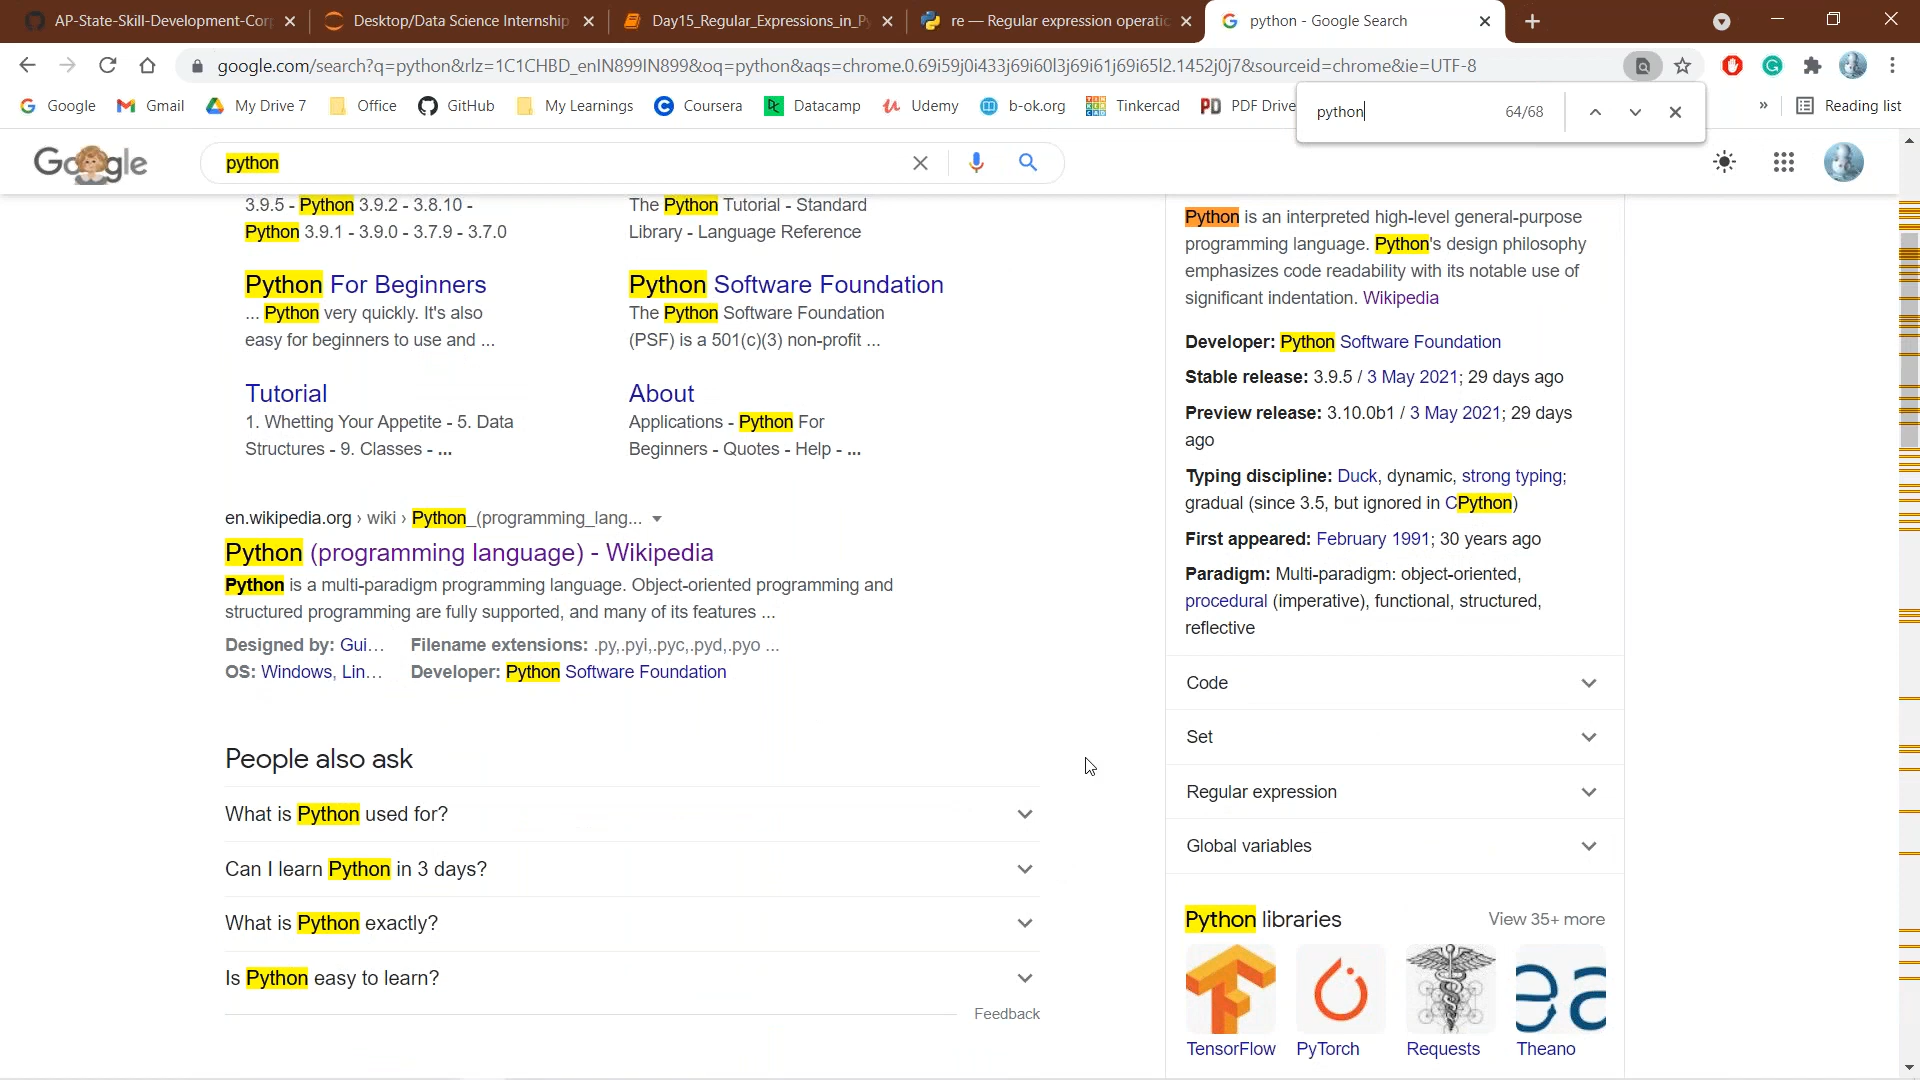 AP-State-Skill-Development-Corp
Desktop/Data Science Internship
Day15_Regular_Expressions_in_P
re — Regular expression operatic
python - Google Search
google.com/search?q=python&rlz=1C1CHBD_enIN899IN899&oq=python&aqs=chrome.0.69i59j0i433j69i60l3j69i61j69i65l2.1452j0j7&sourceid=chrome&ie=UTF-8
Google Gmail My Drive 7 Office GitHub My Learnings Coursera Datacamp Udemy b-ok.org Tinkercad PDF Drive » Reading list
python 64/68
Google
python
3.9.5 - Python 3.9.2 - 3.8.10 -
Python 3.9.1 - 3.9.0 - 3.7.9 - 3.7.0
The Python Tutorial - Standard
Library - Language Reference
Python For Beginners
... Python very quickly. It's also
easy for beginners to use and ...
Python Software Foundation
The Python Software Foundation
(PSF) is a 501(c)(3) non-profit ...
Tutorial
1. Whetting Your Appetite - 5. Data
Structures - 9. Classes - ...
About
Applications - Python For
Beginners - Quotes - Help - ...
en.wikipedia.org › wiki › Python_(programming_lang...
Python (programming language) - Wikipedia
Python is a multi-paradigm programming language. Object-oriented programming and
structured programming are fully supported, and many of its features ...
Designed by: Gui... Filename extensions: .py,.pyi,.pyc,.pyd,.pyo ...
OS: Windows, Lin... Developer: Python Software Foundation
People also ask
What is Python used for?
Can I learn Python in 3 days?
What is Python exactly?
Is Python easy to learn?
Feedback
Python is an interpreted high-level general-purpose
programming language. Python's design philosophy
emphasizes code readability with its notable use of
significant indentation. Wikipedia
Developer: Python Software Foundation
Stable release: 3.9.5 / 3 May 2021; 29 days ago
Preview release: 3.10.0b1 / 3 May 2021; 29 days
ago
Typing discipline: Duck, dynamic, strong typing;
gradual (since 3.5, but ignored in CPython)
First appeared: February 1991; 30 years ago
Paradigm: Multi-paradigm: object-oriented,
procedural (imperative), functional, structured,
reflective
Code
Set
Regular expression
Global variables
Python libraries View 35+ more
TensorFlow PyTorch Requests Theano